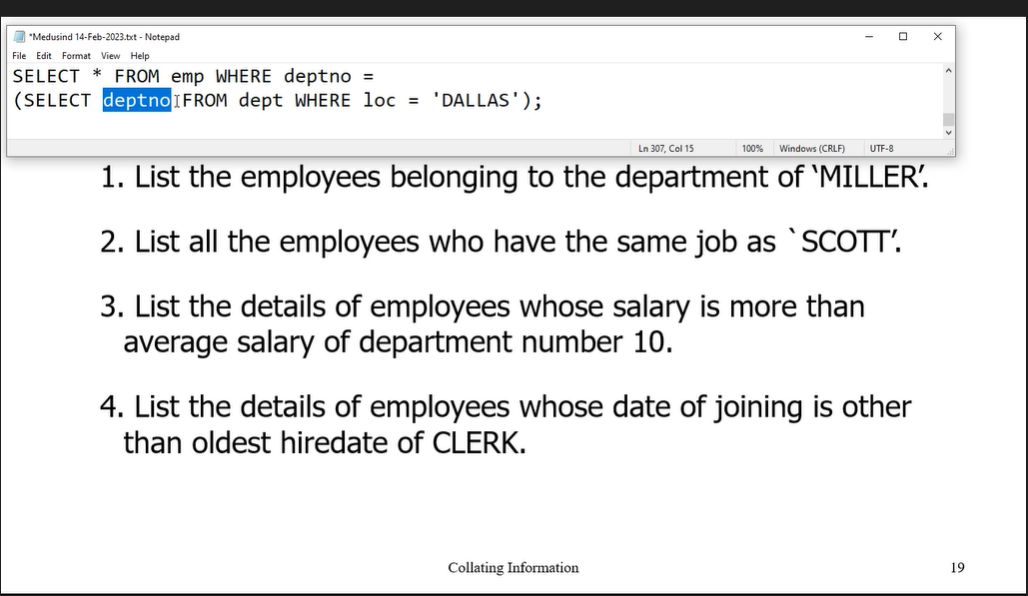 *Medusind 14-Feb-2023.txt - Notepad
File Edit Format View Help
SELECT * FROM emp WHERE deptno =
(SELECT deptno FROM dept WHERE loc = 'DALLAS');
Ln 307, Col 15 100% Windows (CRLF) UTF-8
1. List the employees belonging to the department of ‛MILLER’.
2. List all the employees who have the same job as `SCOTT’.
3. List the details of employees whose salary is more than
average salary of department number 10.
4. List the details of employees whose date of joining is other
than oldest hiredate of CLERK.
Collating Information
19